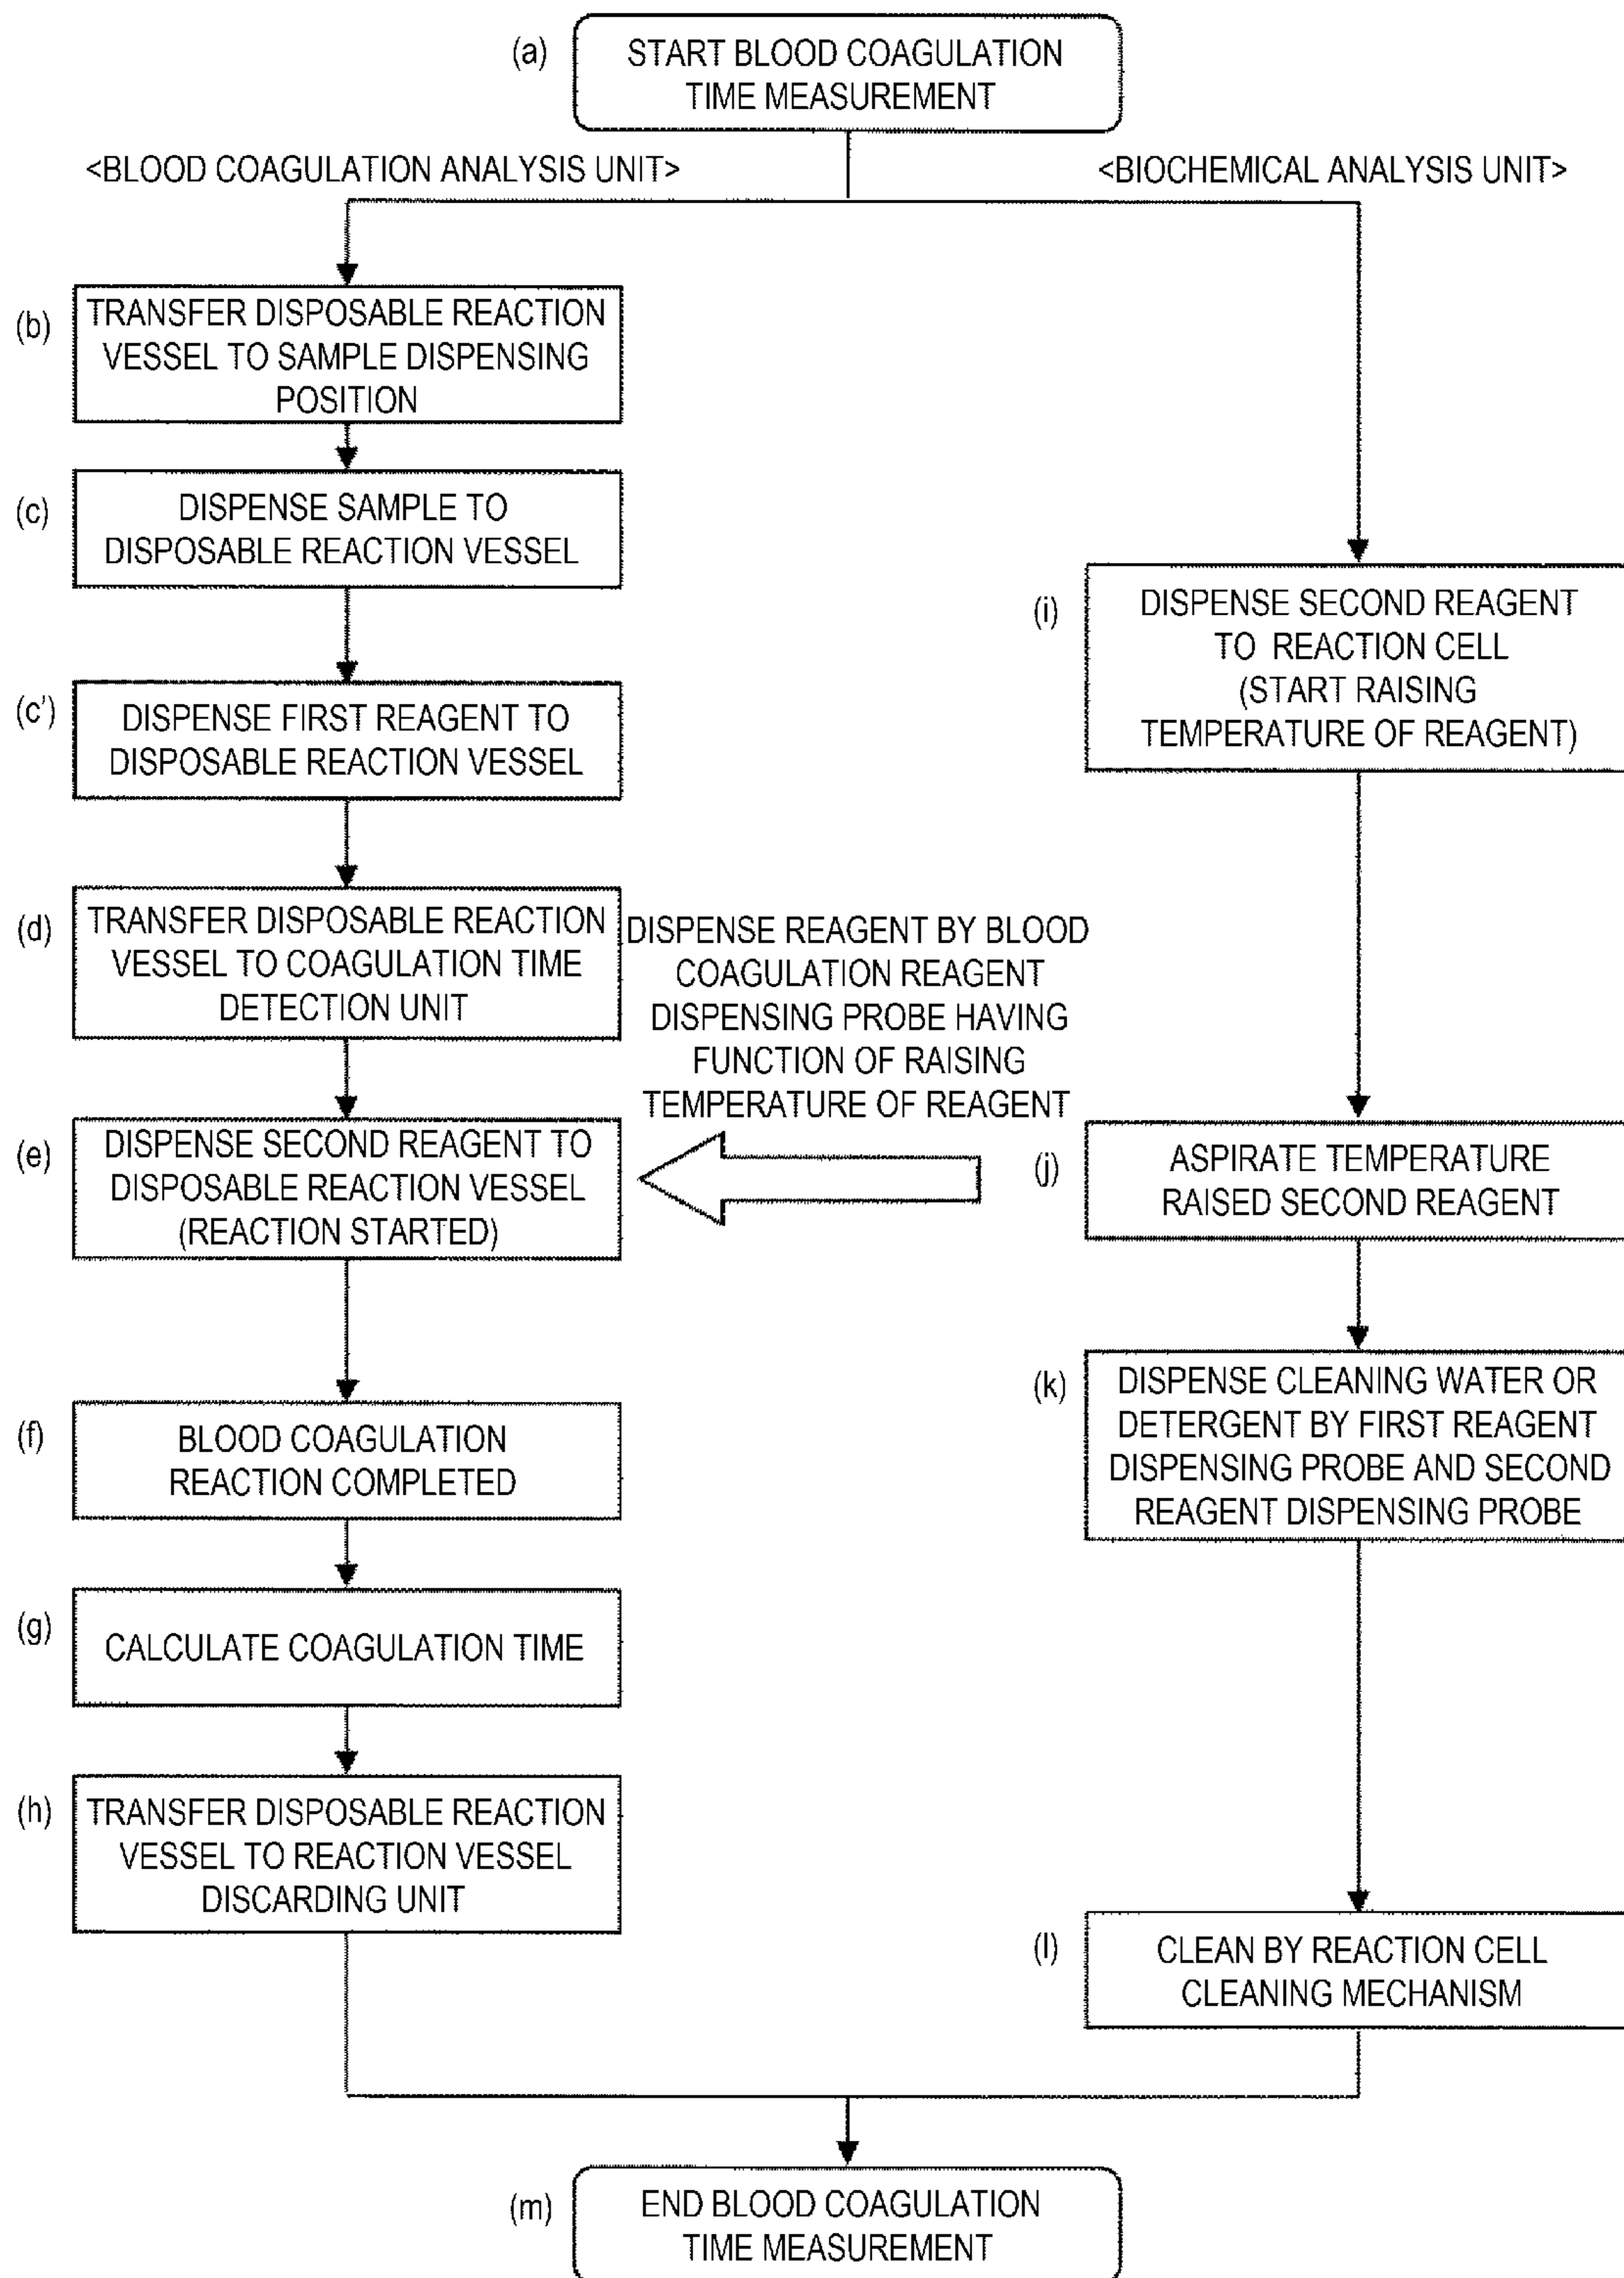 (a)
START BLOOD COAGULATION
TIME MEASUREMENT
<BLOOD COAGULATION ANALYSIS UNIT>
<BIOCHEMICAL ANALYSIS UNIT>
(b)
TRANSFER DISPOSABLE REACTION
VESSEL TO SAMPLE DISPENSING
POSITION
(c)
DISPENSE SAMPLE TO
DISPOSABLE REACTION VESSEL
(c')
DISPENSE FIRST REAGENT TO
DISPOSABLE REACTION VESSEL
(d)
TRANSFER DISPOSABLE REACTION
VESSEL TO COAGULATION TIME
DETECTION UNIT
(e)
DISPENSE SECOND REAGENT TO
DISPOSABLE REACTION VESSEL
(REACTION STARTED)
(f)
BLOOD COAGULATION
REACTION COMPLETED
(g)
CALCULATE COAGULATION TIME
(h)
TRANSFER DISPOSABLE REACTION
VESSEL TO REACTION VESSEL
DISCARDING UNIT
DISPENSE REAGENT BY BLOOD
COAGULATION REAGENT
DISPENSING PROBE HAVING
FUNCTION OF RAISING
TEMPERATURE OF REAGENT
(i)
DISPENSE SECOND REAGENT
TO REACTION CELL
(START RAISING
TEMPERATURE OF REAGENT)
(j)
ASPIRATE TEMPERATURE
RAISED SECOND REAGENT
(k)
DISPENSE CLEANING WATER OR
DETERGENT BY FIRST REAGENT
DISPENSING PROBE AND SECOND
REAGENT DISPENSING PROBE
(l)
CLEAN BY REACTION CELL
CLEANING MECHANISM
(m)
END BLOOD COAGULATION
TIME MEASUREMENT